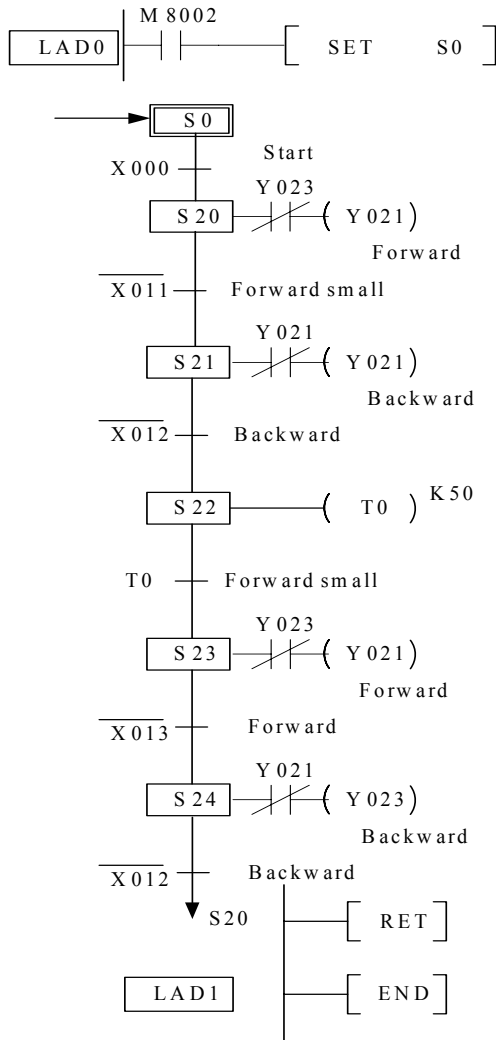 M 8002
LAD0 SET S0
S0
Start
X000
Y023
S20 Y021
Forward
X011 Forward small
Y021
S21 Y021
Backward
X012 Backward
S22 T0 K50
T0 Forward small
Y023
S23 Y021
Forward
X013 Forward
Y021
S24 Y023
Backward
X012 Backward
S20
RET
LAD1 END